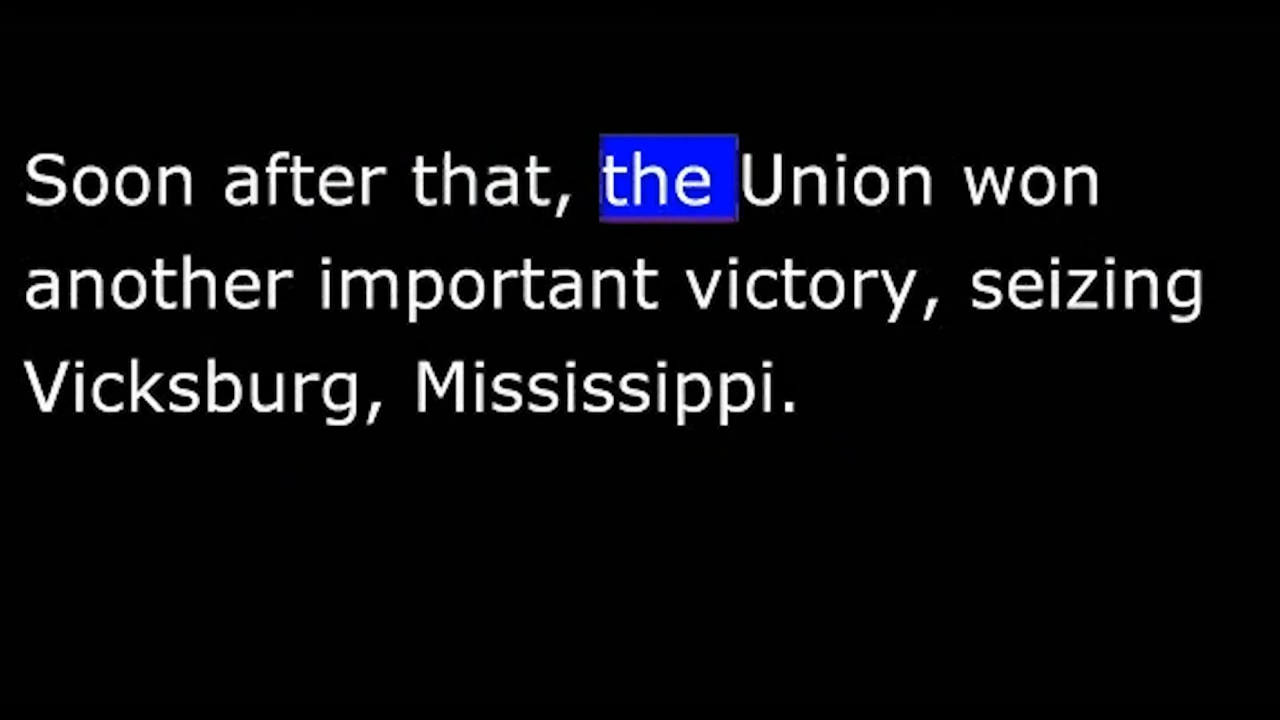 Soon after that, the Union won
another important victory, seizing
Vicksburg, Mississippi.